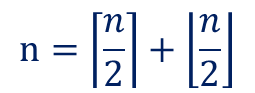 n = ⌈n/2⌉ + ⌊n/2⌋